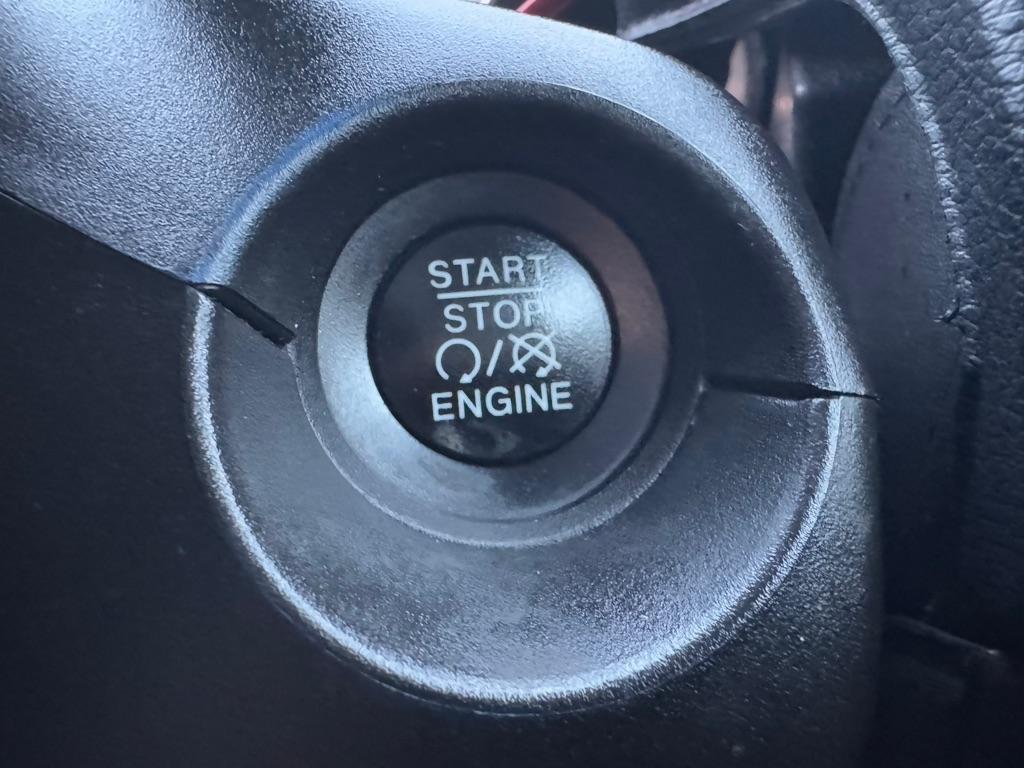 START
STOP
/
ENGINE